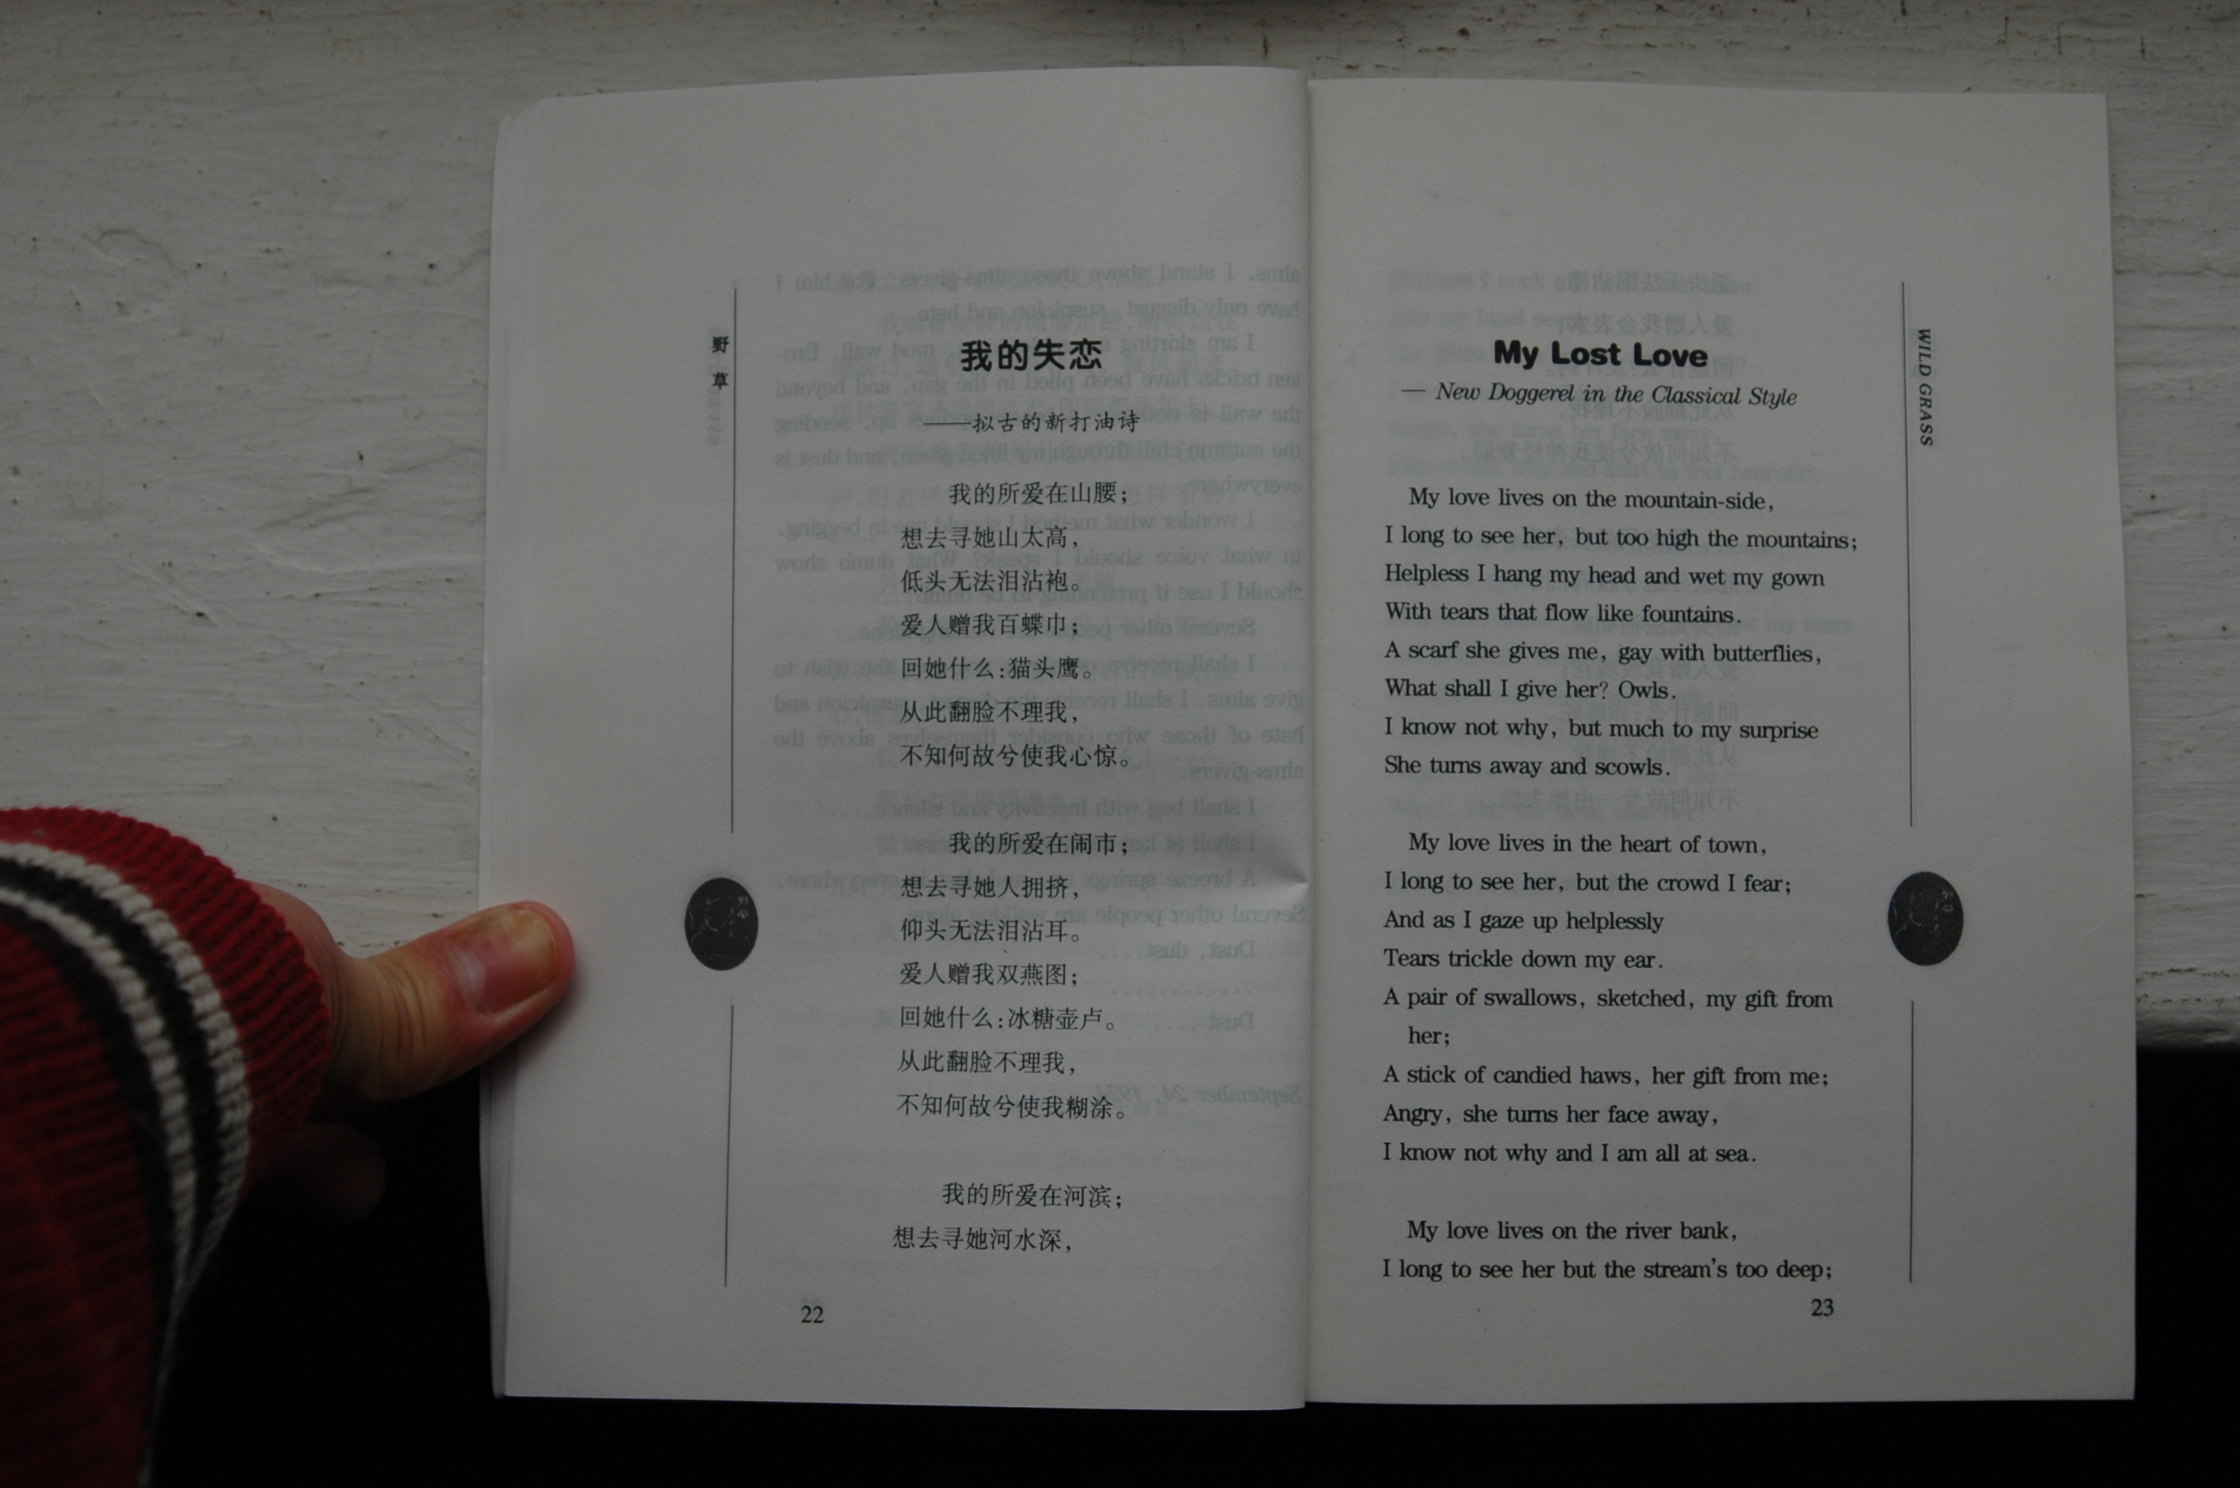 野草
我的失恋
——拟古的新打油诗
我的所爱在山腰;
想去寻她山太高,
低头无法泪沾袍。
爱人赠我百蝶巾;
回她什么:猫头鹰。
从此翻脸不理我,
不知何故兮使我心惊。
我的所爱在闹市;
想去寻她人拥挤,
仰头无法泪沾耳。
爱人赠我双燕图;
回她什么:冰糖壶卢。
从此翻脸不理我,
不知何故兮使我糊涂。
我的所爱在河滨;
想去寻她河水深,
22
WILD GRASS
My Lost Love
— New Doggerel in the Classical Style
My love lives on the mountain-side,
I long to see her, but too high the mountains;
Helpless I hang my head and wet my gown
With tears that flow like fountains.
A scarf she gives me, gay with butterflies,
What shall I give her? Owls.
I know not why, but much to my surprise
She turns away and scowls.
My love lives in the heart of town,
I long to see her, but the crowd I fear;
And as I gaze up helplessly
Tears trickle down my ear.
A pair of swallows, sketched, my gift from
her;
A stick of candied haws, her gift from me;
Angry, she turns her face away,
I know not why and I am all at sea.
My love lives on the river bank,
I long to see her but the stream's too deep;
23